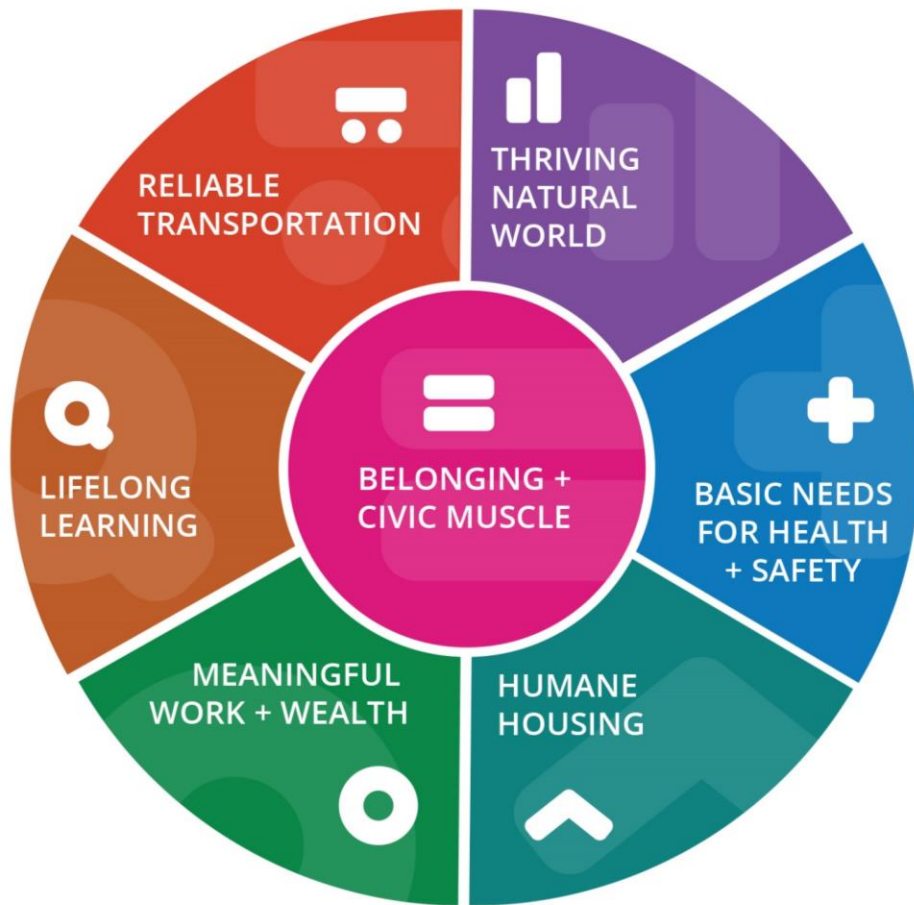 THRIVING
NATURAL
WORLD
BASIC NEEDS
FOR HEALTH
+ SAFETY
HUMANE
HOUSING
MEANINGFUL
WORK + WEALTH
LIFELONG
LEARNING
RELIABLE
TRANSPORTATION
BELONGING +
CIVIC MUSCLE